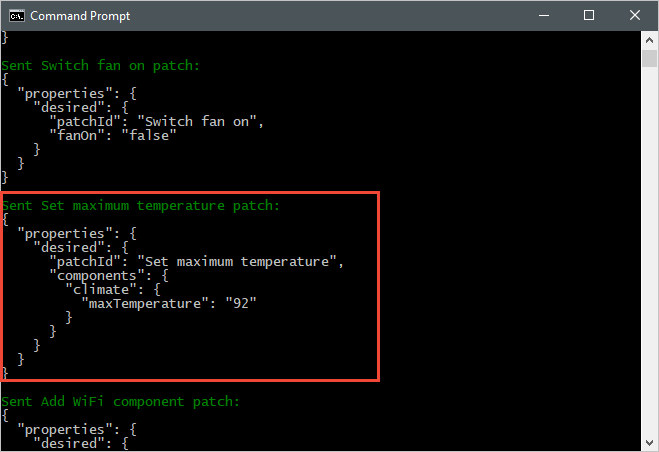 Command Prompt
}
Sent Switch fan on patch:
{
  "properties": {
    "desired": {
      "patchId": "Switch fan on",
      "fanOn": "false"
    }
  }
}
Sent Set maximum temperature patch:
{
  "properties": {
    "desired": {
      "patchId": "Set maximum temperature",
      "components": {
        "climate": {
          "maxTemperature": "92"
        }
      }
    }
  }
}
Sent Add WiFi component patch:
{
  "properties": {
    "desired": {